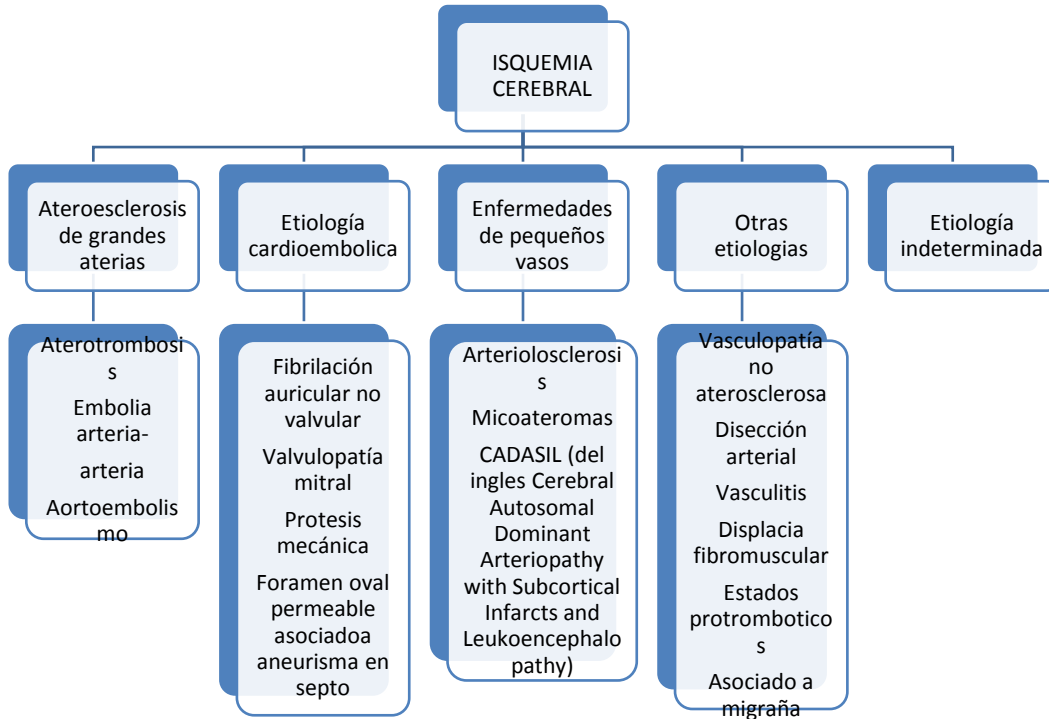 ISQUEMIA
CEREBRAL
Ateroesclerosis
de grandes
aterias
Etiología
cardioembolica
Enfermedades
de pequeños
vasos
Otras
etiologias
Etiología
indeterminada
Aterotrombosi
s
Embolia
arteria-
arteria
Aortoembolis
mo
Fibrilación
auricular no
valvular
Valvulopatía
mitral
Protesis
mecánica
Foramen oval
permeable
asociadoa
aneurisma en
septo
Arteriolosclerosi
s
Micoateromas
CADASIL (del
ingles Cerebral
Autosomal
Dominant
Arteriopathy
with Subcortical
Infarcts and
Leukoencephalo
pathy)
Vasculopatía
no
aterosclerosa
Disección
arterial
Vasculitis
Displacia
fibromuscular
Estados
protrombotico
s
Asociado a
migraña